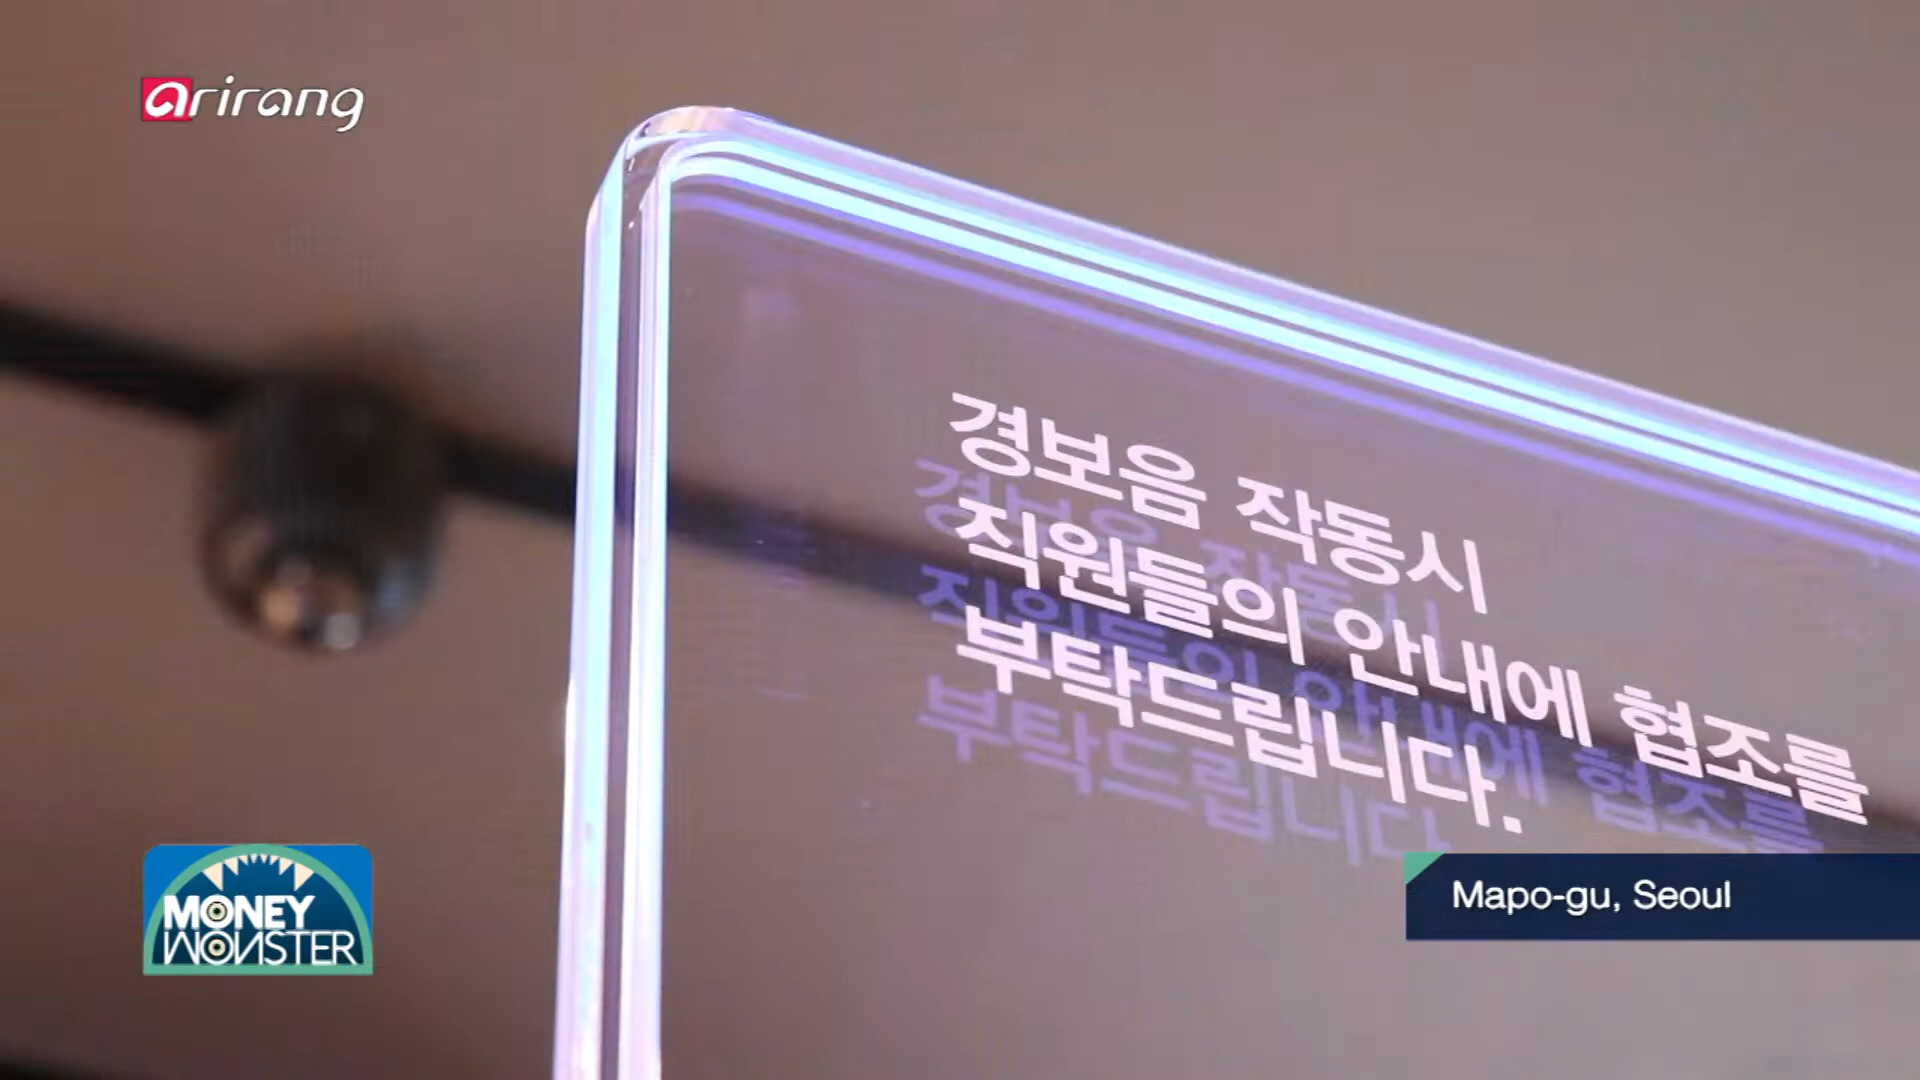 arirang
경보음 작동시
직원들의 안내에 협조를
부탁드립니다.
MONEY
MONSTER
Mapo-gu, Seoul